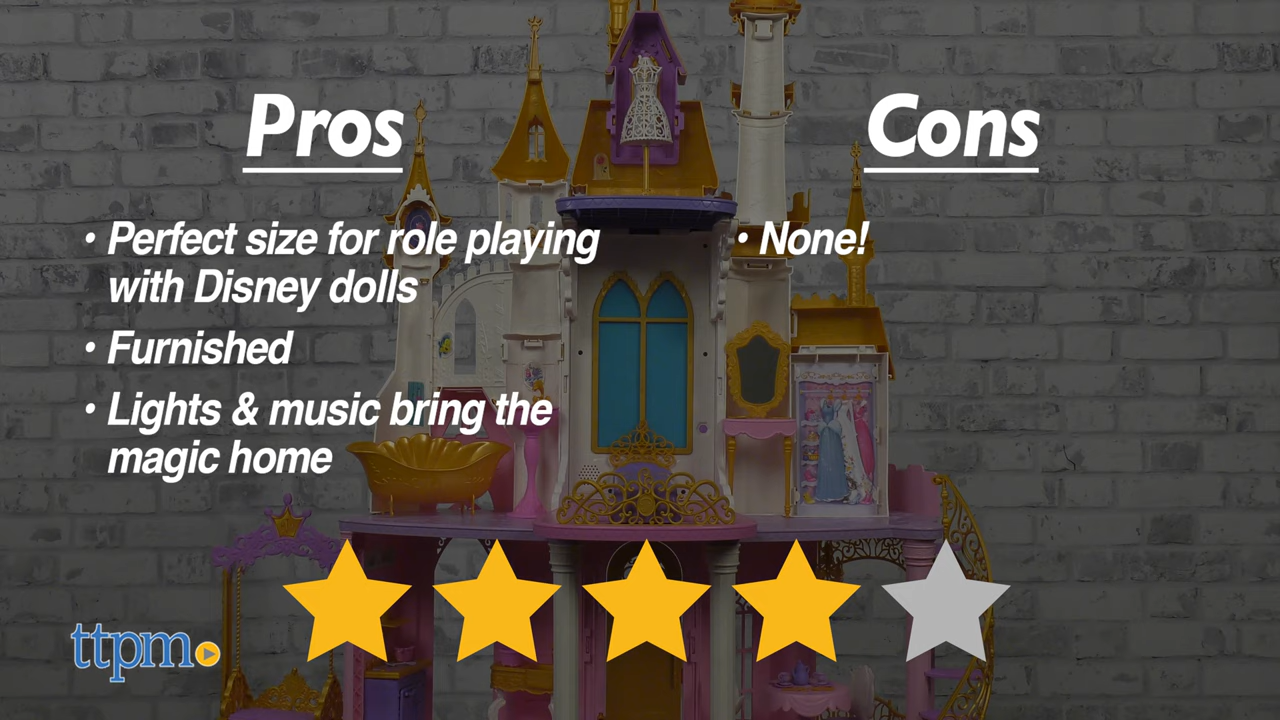 Pros
• Perfect size for role playing
with Disney dolls
• Furnished
• Lights & music bring the
magic home
Cons
• None!
ttpm